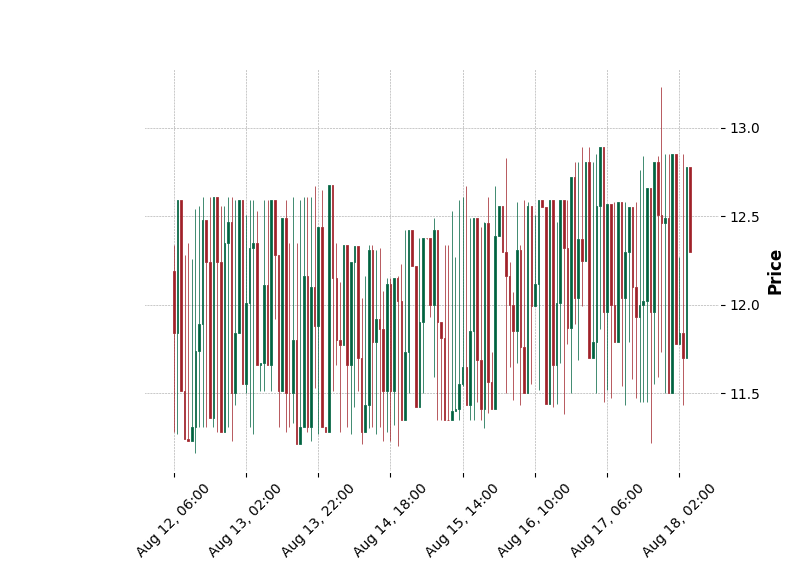 13.0
12.5
12.0
11.5
Price
Aug 12, 06:00
Aug 13, 02:00
Aug 13, 22:00
Aug 14, 18:00
Aug 15, 14:00
Aug 16, 10:00
Aug 17, 06:00
Aug 18, 02:00